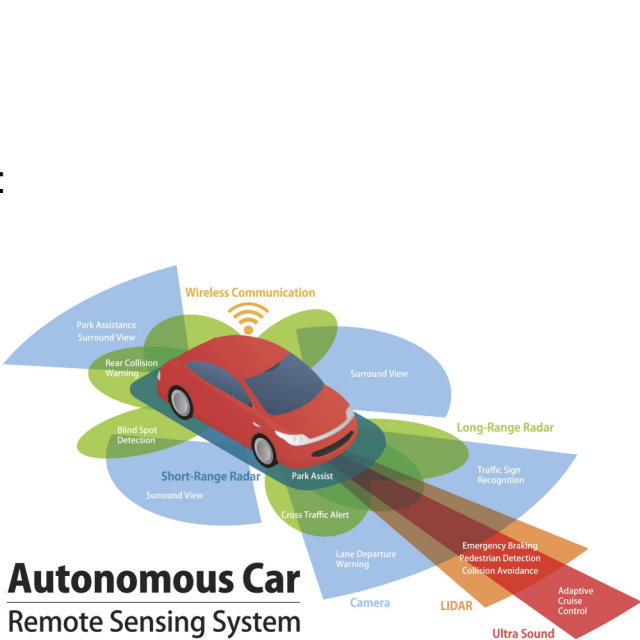 Wireless Communication
Park Assistance
Surround View
Rear Collision
Warning
Surround View
Blind Spot
Detection
Long-Range Radar
Short-Range Radar
Park Assist
Traffic Sign
Recognition
Surround View
Cross Traffic Alert
Lane Departure
Warning
Emergency Braking
Pedestrian Detection
Collision Avoidance
Adaptive
Cruise
Control
Camera
LIDAR
Ultra Sound
Autonomous Car
Remote Sensing System